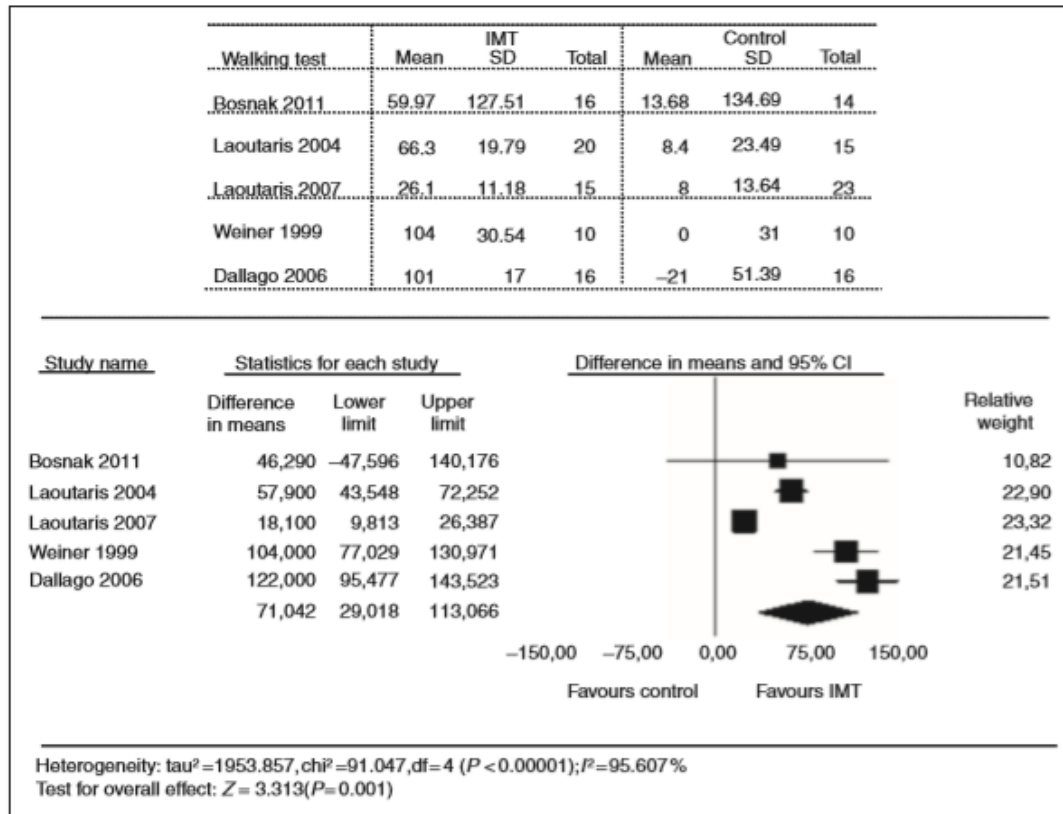 IMT Control
Walking test Mean SD Total Mean SD Total
Bosnak 2011 59.97 127.51 16 13.68 134.69 14
Laoutaris 2004 66.3 19.79 20 8.4 23.49 15
Laoutaris 2007 26.1 11.18 15 8 13.64 23
Weiner 1999 104 30.54 10 0 31 10
Dallago 2006 101 17 16 –21 51.39 16
Study name Statistics for each study Difference in means and 95% CI
Difference in means Lower limit Upper limit Relative weight
Bosnak 2011 46,290 –47,596 140,176 10,82
Laoutaris 2004 57,900 43,548 72,252 22,90
Laoutaris 2007 18,100 9,813 26,387 23,32
Weiner 1999 104,000 77,029 130,971 21,45
Dallago 2006 122,000 95,477 143,523 21,51
71,042 29,018 113,066
–150,00 –75,00 0,00 75,00 150,00
Favours control Favours IMT
Heterogeneity: tau²=1953.857,chi²=91.047,df=4 (P<0.00001);I²=95.607%
Test for overall effect: Z=3.313(P=0.001)